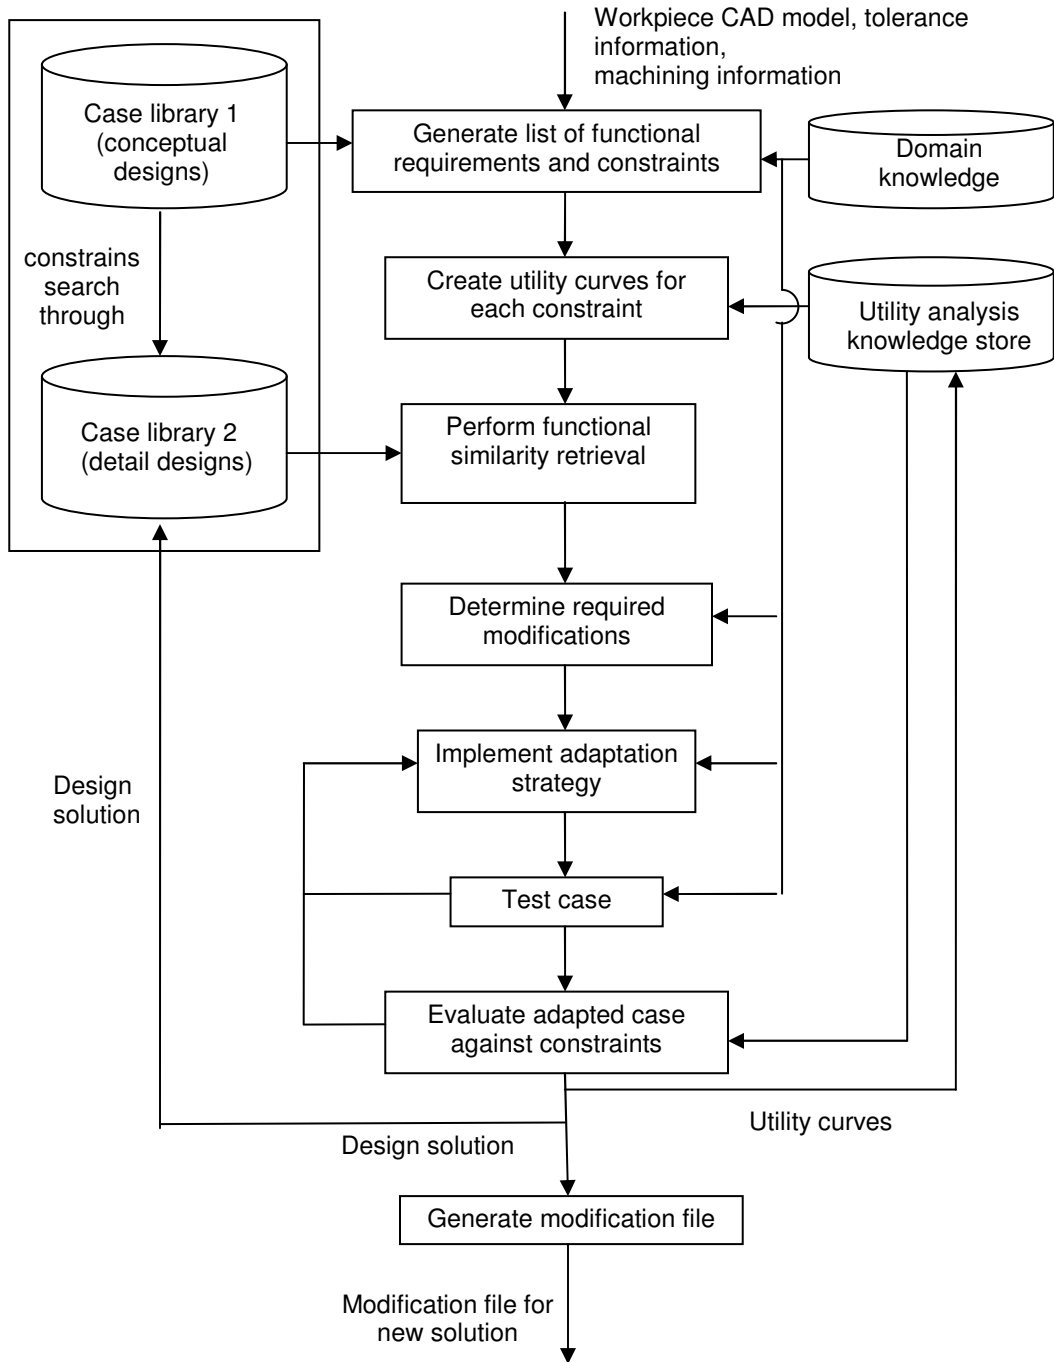 Workpiece CAD model, tolerance
information,
machining information
Case library 1
(conceptual
designs)
Generate list of functional
requirements and constraints
Domain
knowledge
constrains
search
through
Create utility curves for
each constraint
Utility analysis
knowledge store
Case library 2
(detail designs)
Perform functional
similarity retrieval
Determine required
modifications
Implement adaptation
strategy
Design
solution
Test case
Evaluate adapted case
against constraints
Utility curves
Design solution
Generate modification file
Modification file for
new solution